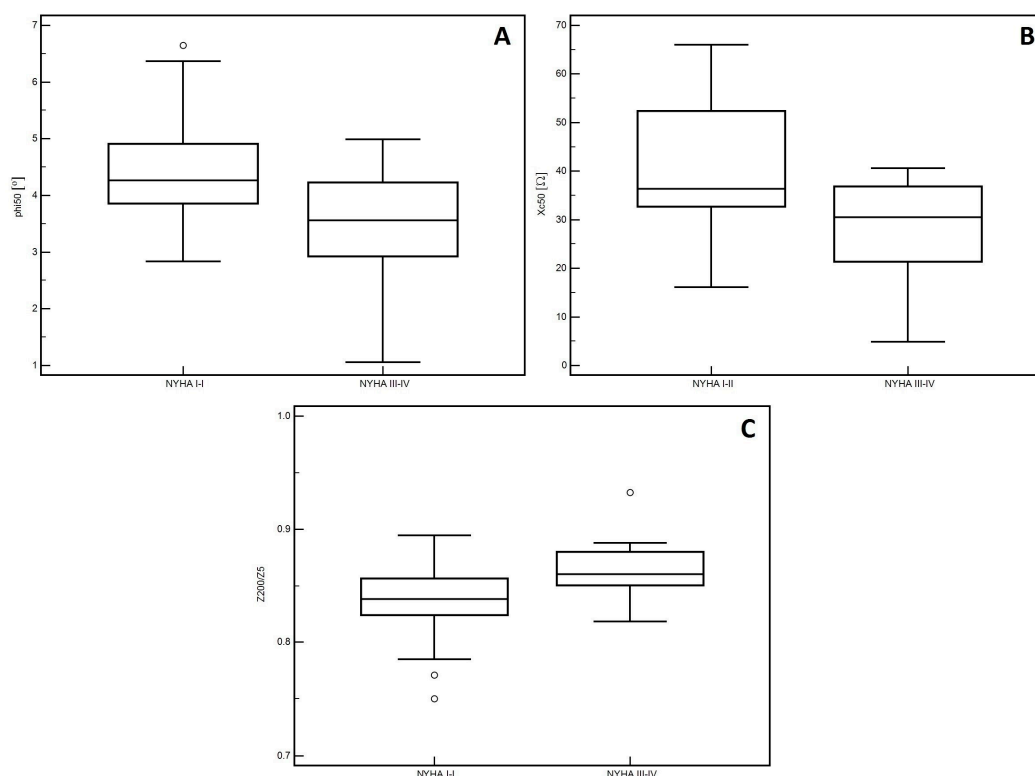 A
7
6
5
4
3
2
1
phi50 [º]
NYHA I-I
NYHA III-IV
B
70
60
50
40
30
20
10
0
Xc50 [Ω]
NYHA I-II
NYHA III-IV
C
1.0
0.9
0.8
0.7
Z200/Z5
NYHA I-I
NYHA III-IV